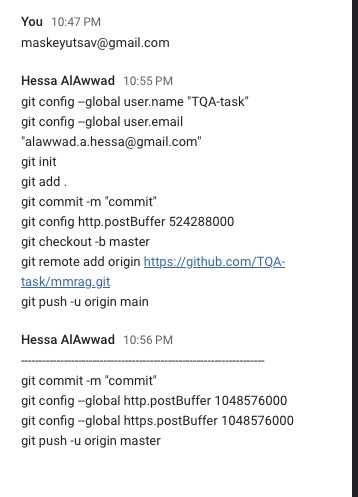 You 10:47 PM
maskeyutsav@gmail.com
Hessa AlAwwad 10:55 PM
git config --global user.name "TQA-task"
git config --global user.email
"alawwad.a.hessa@gmail.com"
git init
git add .
git commit -m "commit"
git config http.postBuffer 524288000
git checkout -b master
git remote add origin https://github.com/TQA-
task/mmrag.git
git push -u origin main
Hessa AlAwwad 10:56 PM
----------------------------------------------------------------------
git commit -m "commit"
git config --global http.postBuffer 1048576000
git config --global https.postBuffer 1048576000
git push -u origin master